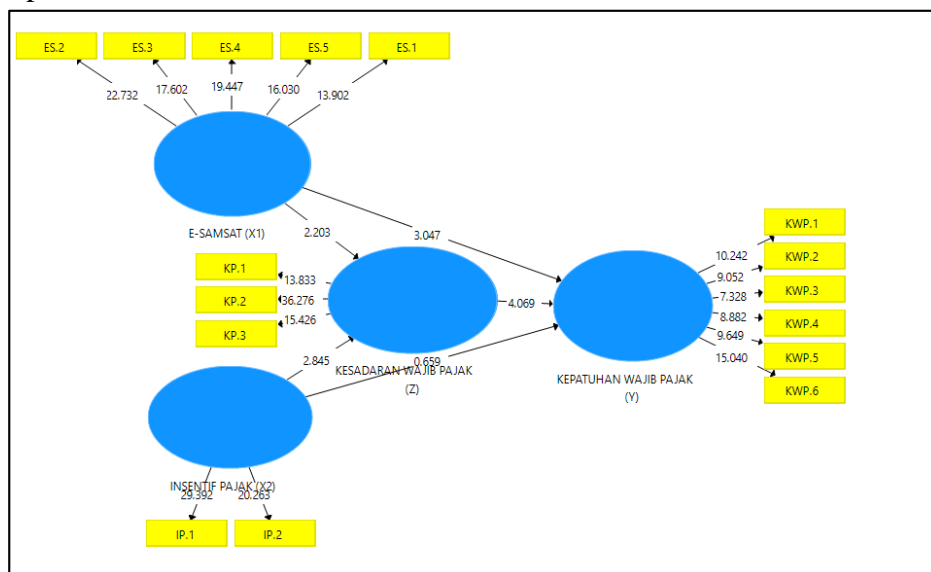 ES.2 ES.3 ES.4 ES.5 ES.1
22.732 17.602 19.447 16.030 13.902
E-SAMSAT (X1)
2.203 3.047
KP.1
KP.2
KP.3
13.833
36.276
15.426
4.069
2.845 0.659
KESADARAN WAJIB PAJAK
(Z)
KEPATUHAN WAJIB PAJAK
(Y)
10.242
9.052
7.328
8.882
9.649
15.040
KWP.1
KWP.2
KWP.3
KWP.4
KWP.5
KWP.6
INSENTIF PAJAK (X2)
29.392 20.263
IP.1 IP.2